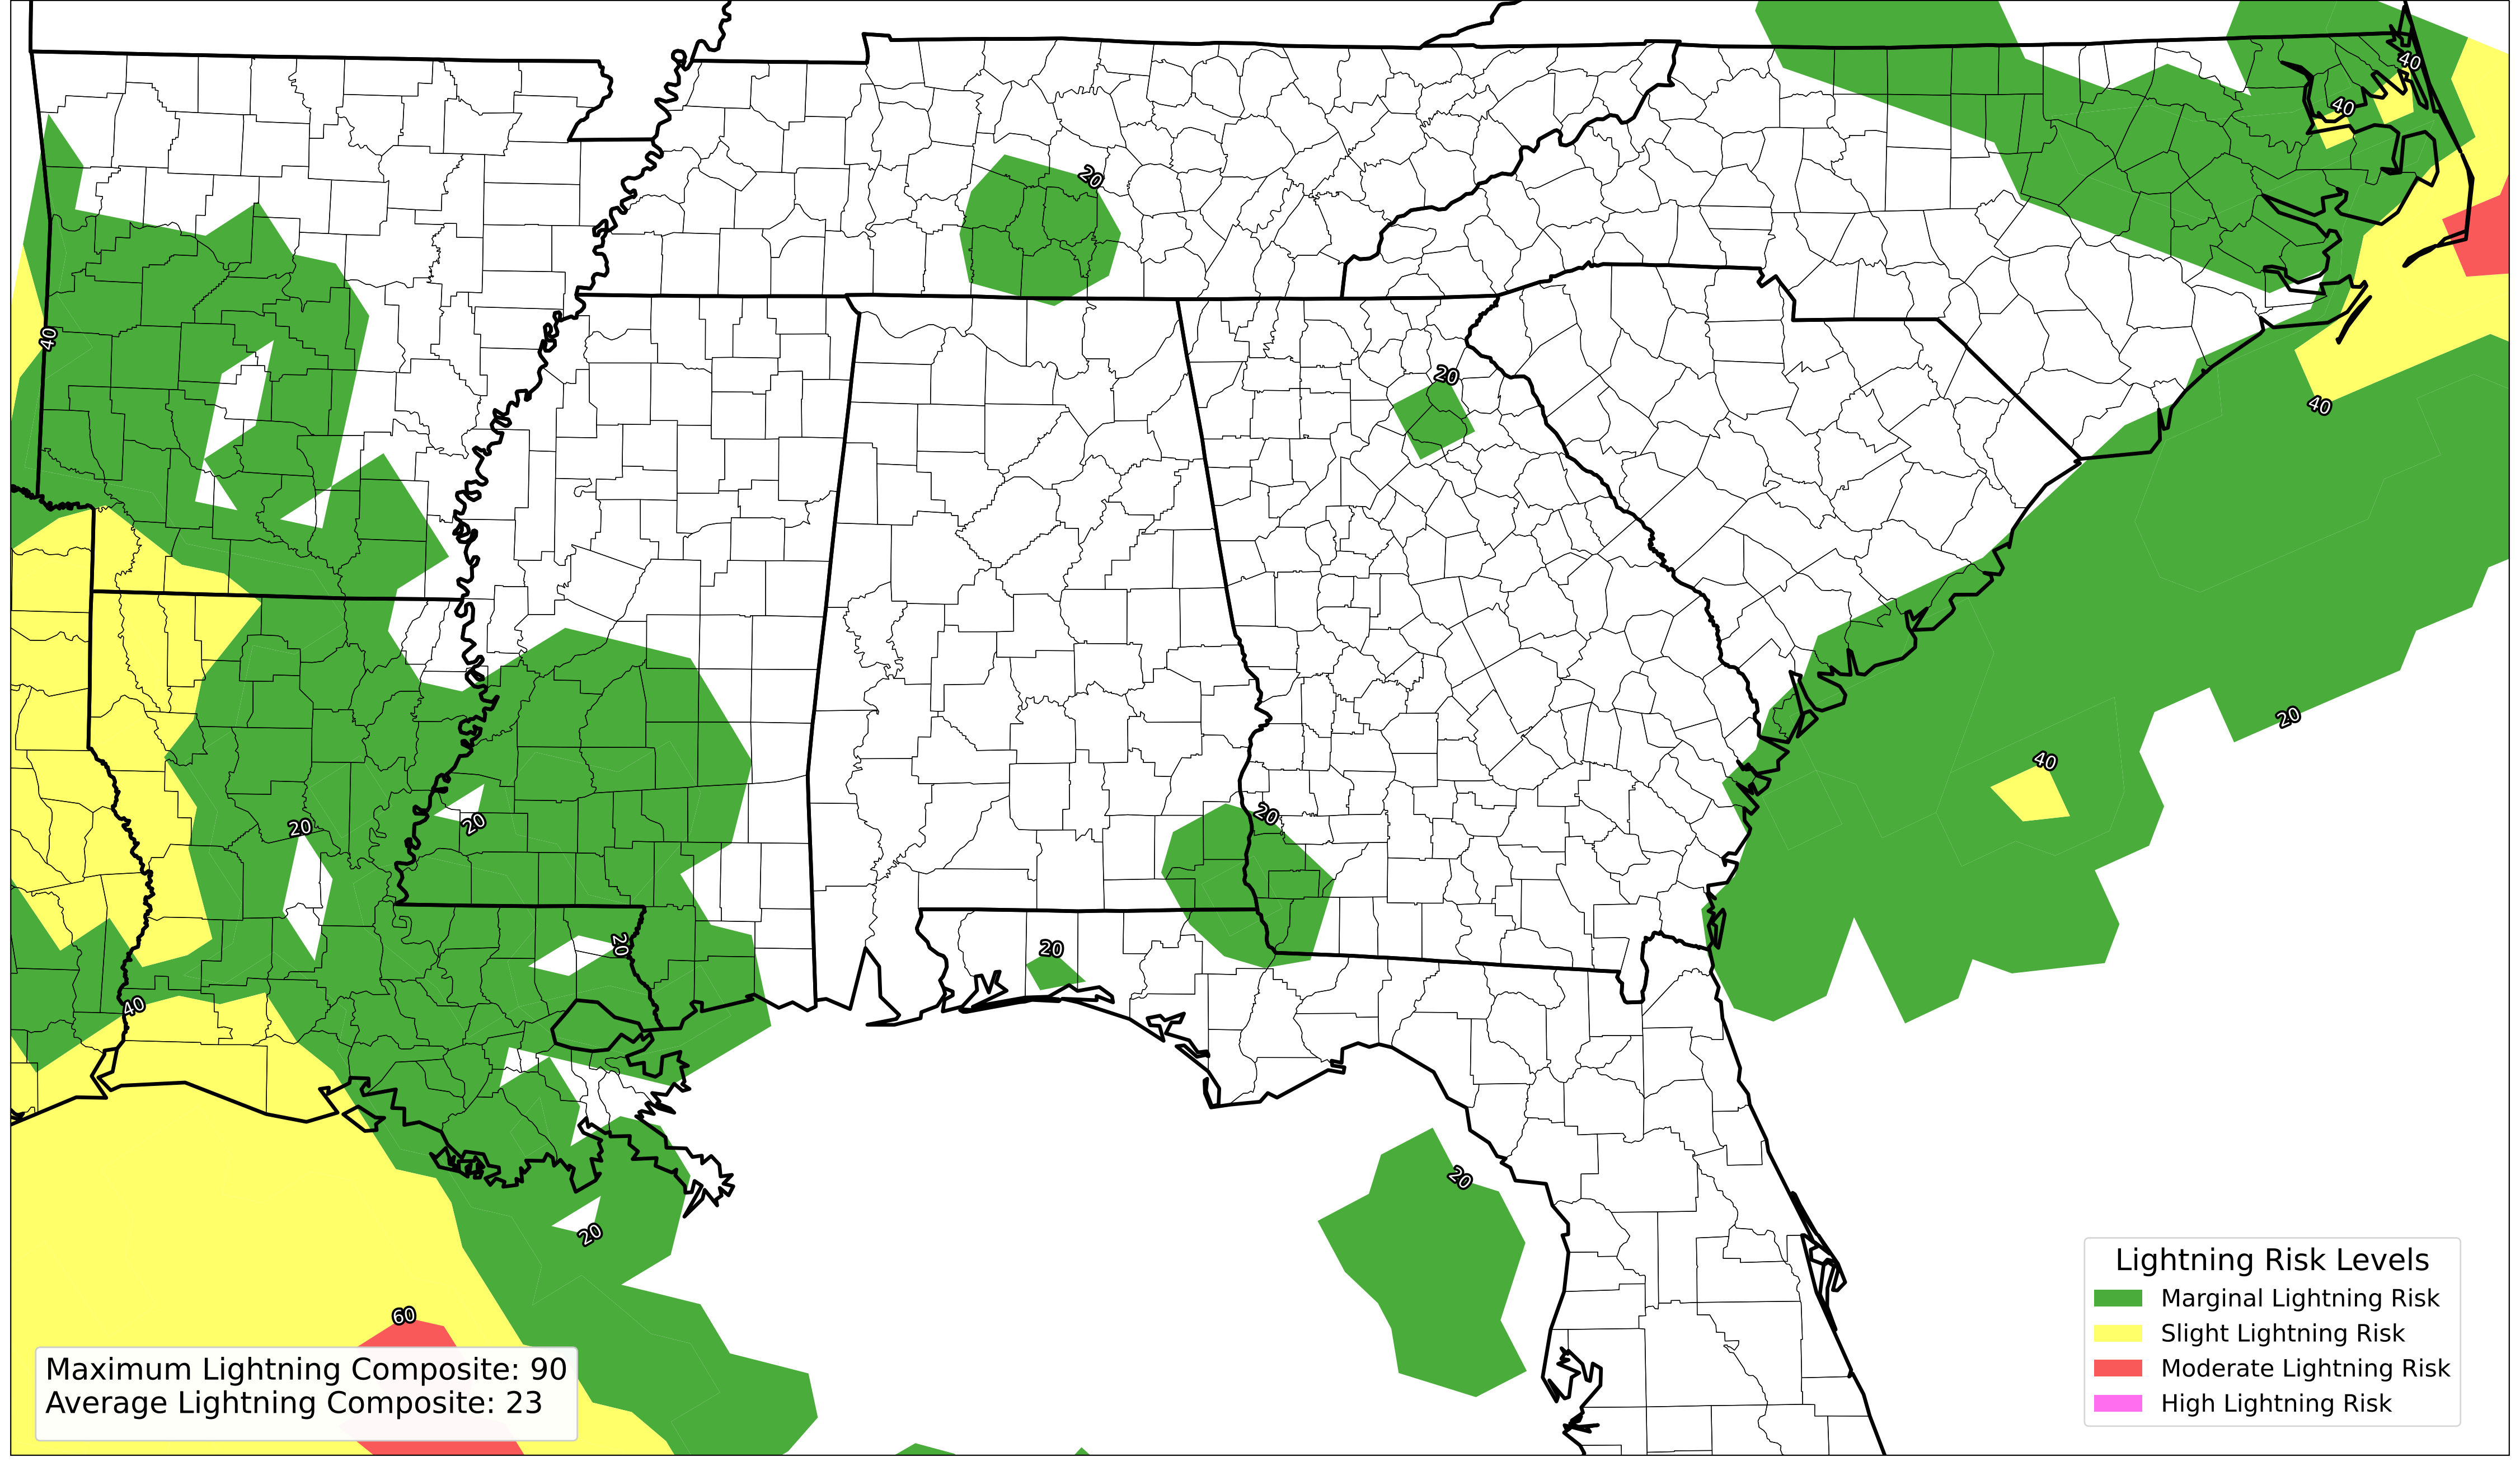 40
40
20
40
20
40
20
40
20
20
20
20
20
40
20
20
60
Lightning Risk Levels
Marginal Lightning Risk
Slight Lightning Risk
Moderate Lightning Risk
High Lightning Risk
Maximum Lightning Composite: 90
Average Lightning Composite: 23